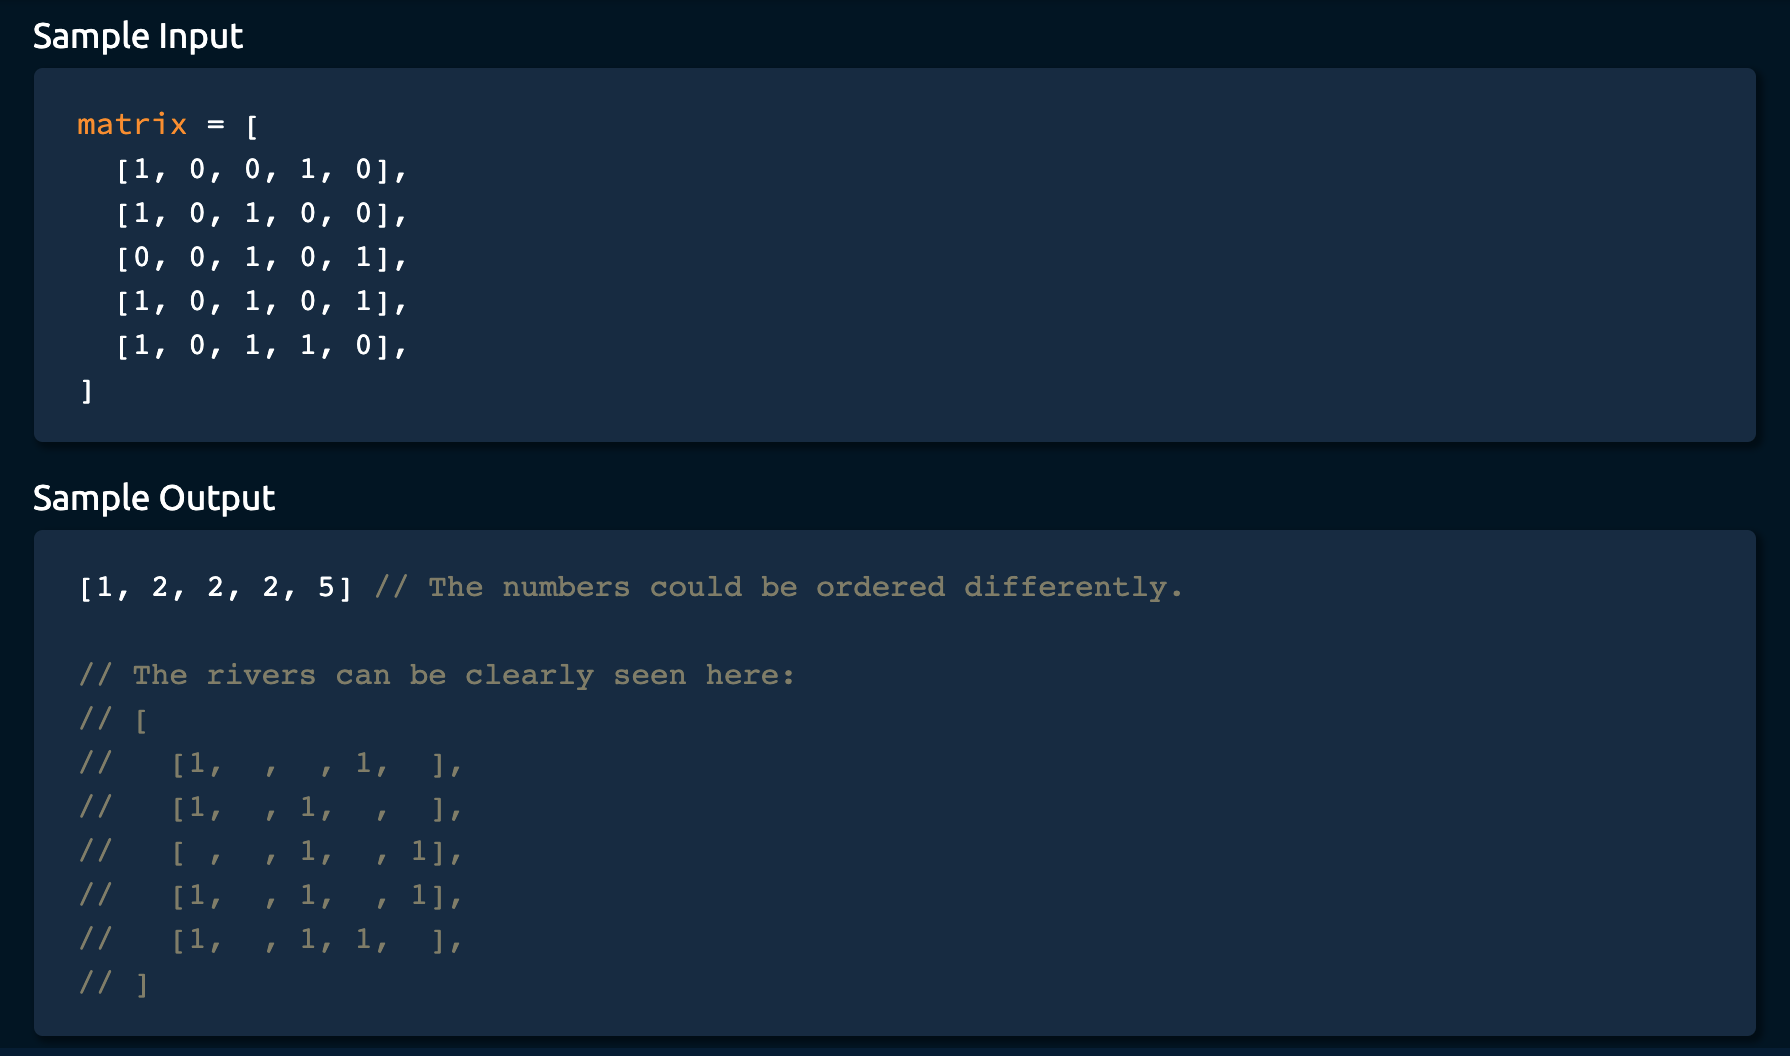 Sample Input
matrix = [
  [1, 0, 0, 1, 0],
  [1, 0, 1, 0, 0],
  [0, 0, 1, 0, 1],
  [1, 0, 1, 0, 1],
  [1, 0, 1, 1, 0],
]
Sample Output
[1, 2, 2, 2, 5] // The numbers could be ordered differently.
// The rivers can be clearly seen here:
// [
//   [1,  ,  , 1,  ],
//   [1,  , 1,  ,  ],
//   [ ,  , 1,  , 1],
//   [1,  , 1,  , 1],
//   [1,  , 1, 1,  ],
// ]